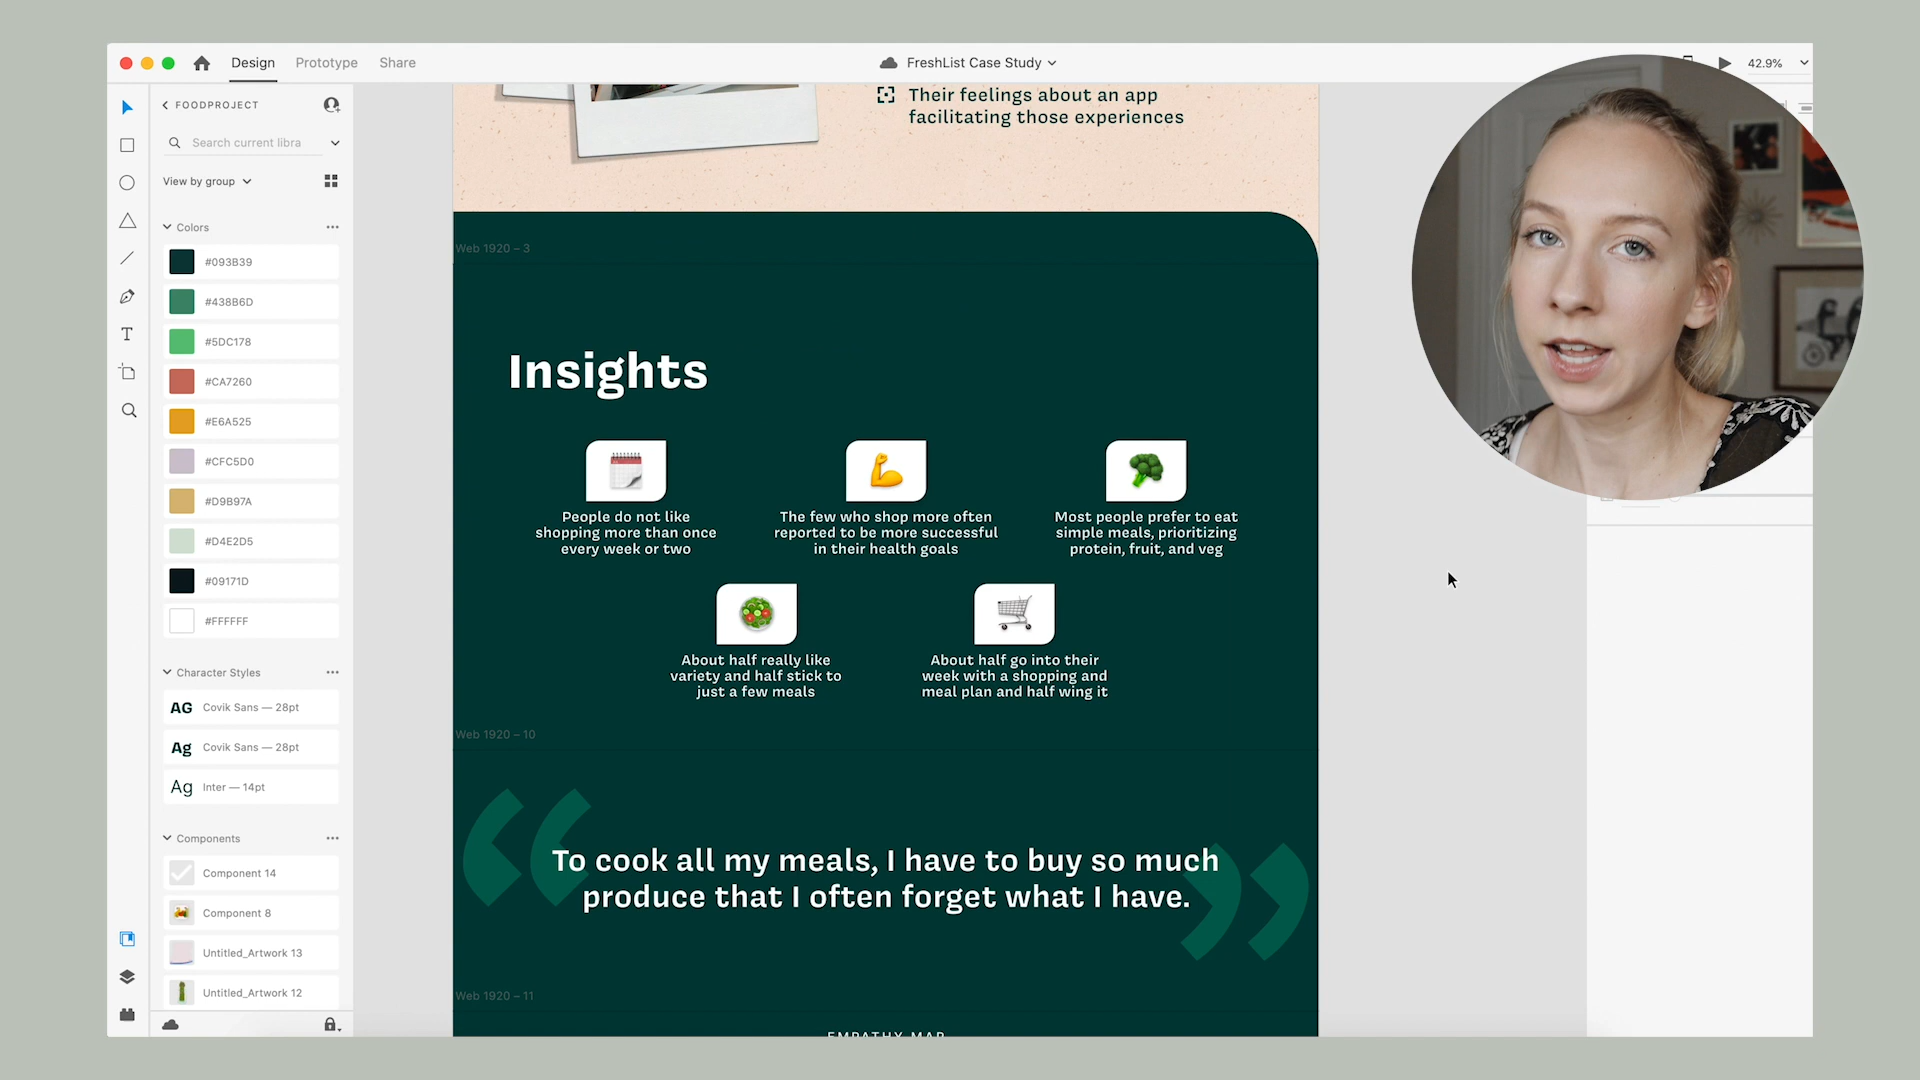 Design
Prototype
Share
FreshList Case Study
42.9%
FOODPROJECT
Search current libra
View by group
Colors
#093B39
#438B6D
#5DC178
#CA7260
#E6A525
#CFC5D0
#D9B97A
#D4E2D5
#09171D
#FFFFFF
Character Styles
AG Covik Sans — 28pt
Ag Covik Sans — 28pt
Ag Inter — 14pt
Components
Component 14
Component 8
Untitled_Artwork 13
Untitled_Artwork 12
Their feelings about an app
facilitating those experiences
Web 1920 – 3
Insights
People do not like
shopping more than once
every week or two
The few who shop more often
reported to be more successful
in their health goals
Most people prefer to eat
simple meals, prioritizing
protein, fruit, and veg
About half really like
variety and half stick to
just a few meals
About half go into their
week with a shopping and
meal plan and half wing it
Web 1920 – 10
“To cook all my meals, I have to buy so much
produce that I often forget what I have.”
Web 1920 – 11
EMPATHY MAP